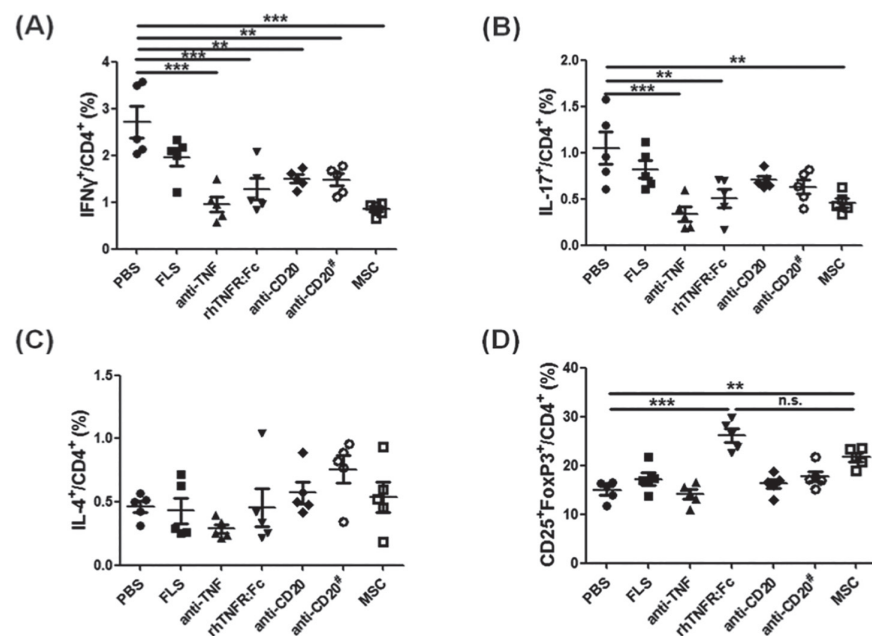 (A)
***
**
**
***
***
IFNγ⁺/CD4⁺ (%)
4
3
2
1
0
PBS
FLS
anti-TNF
rhTNFR:Fc
anti-CD20
anti-CD20#
MSC
(B)
**
**
***
IL-17⁺/CD4⁺ (%)
2.0
1.5
1.0
0.5
0.0
PBS
FLS
anti-TNF
rhTNFR:Fc
anti-CD20
anti-CD20#
MSC
(C)
IL-4⁺/CD4⁺ (%)
1.5
1.0
0.5
0.0
PBS
FLS
anti-TNF
rhTNFR:Fc
anti-CD20
anti-CD20#
MSC
(D)
**
***
n.s.
CD25⁺FoxP3⁺/CD4⁺ (%)
40
30
20
10
0
PBS
FLS
anti-TNF
rhTNFR:Fc
anti-CD20
anti-CD20#
MSC